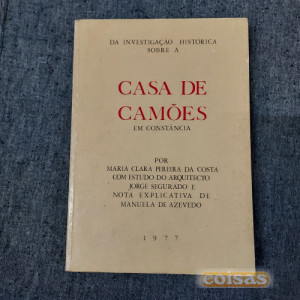 DA INVESTIGAÇÃO HISTÓRICA
SOBRE A
CASA DE
CAMÕES
EM CONSTÂNCIA
POR
MARIA CLARA PEREIRA DA COSTA
COM ESTUDO DO ARQUITECTO
JORGE SEGURADO E
NOTA EXPLICATIVA DE
MANUELA DE AZEVEDO
1977
coisas